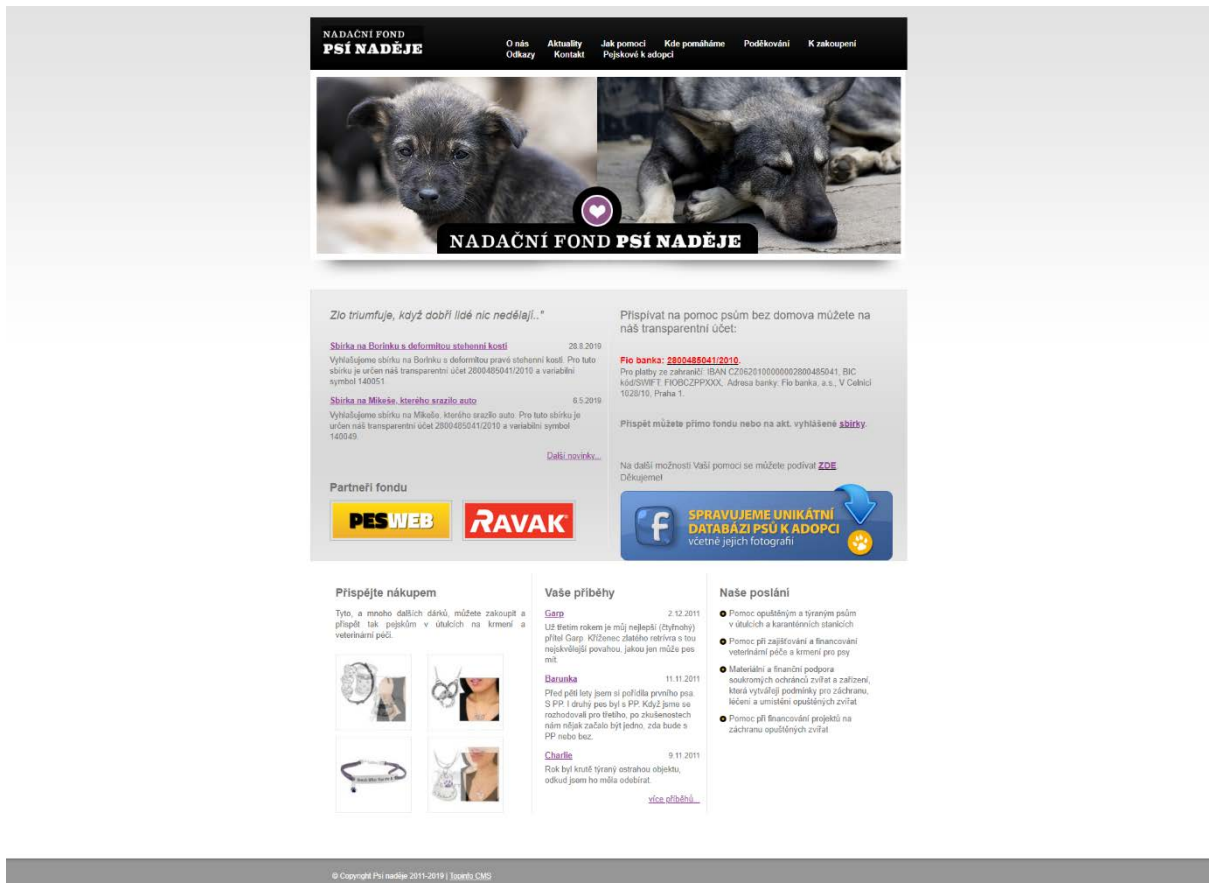 NADAČNÍ FOND
PSÍ NADĚJE
O nás Aktuality Jak pomoci Kde pomáháme Poděkování K zakoupení
Odkazy Kontakt Pejskové k adopci
NADAČNÍ FOND PSÍ NADĚJE
Zlo triumfuje, když dobří lidé nic nedělají.."
Sbírka na Borinku s deformitou stehenní kosti 28.8.2019
Vyhlašujeme sbírku na Borinku s deformitou pravé stehenní kosti. Pro tuto
sbírku je určen náš transparentní účet 2800485041/2010 a variabilní
symbol 140051.
Sbírka na Mikeše, kterého srazilo auto 6.5.2019
Vyhlašujeme sbírku na Mikeše, kterého srazilo auto. Pro tuto sbírku je
určen náš transparentní účet 2800485041/2010 a variabilní symbol
140049.
Další novinky...
Partneři fondu
PESWEB
RAVAK
Přispívat na pomoc psům bez domova můžete na
náš transparentní účet:
Fio banka: 2800485041/2010.
Pro platby ze zahraničí: IBAN CZ0620100000002800485041, BIC
kód/SWIFT: FIOBCZPPXXX, Adresa banky: Fio banka, a.s., V Celnici
1028/10, Praha 1.
Přispět můžete přímo fondu nebo na akt. vyhlášené sbírky.
Na další možnosti Vaší pomoci se můžete podívat ZDE
Děkujeme!
f
SPRAVUJEME UNIKÁTNÍ
DATABÁZI PSŮ K ADOPCI
včetně jejich fotografií
Přispějte nákupem
Tyto, a mnoho dalších dárků, můžete zakoupit a
přispět tak pejskům v útulcích na krmení a
veterinární péči.
Vaše příběhy
Garp 2.12.2011
Už třetím rokem je můj nejlepší (čtyřnohý)
přítel Garp. Kříženec zlatého retrívra s tou
nejskvělejší povahou, jakou jen může pes
mít.
Barunka 11.11.2011
Před pěti lety jsem si pořídila prvního psa.
S PP. I druhý pes byl s PP. Když jsme se
rozhodovali pro třetího, po zkušenostech
nám nějak začalo být jedno, zda bude s
PP nebo bez.
Charlie 9.11.2011
Rok byl krutě týraný ostrahou objektu,
odkud jsem ho měla odebírat.
více příběhů...
Naše poslání
Pomoc opuštěným a týraným psům
v útulcích a karanténních stanicích
Pomoc při zajišťování a financování
veterinární péče a krmení pro psy
Materiální a finanční podpora
soukromých ochránců zvířat a zařízení,
která vytvářejí podmínky pro záchranu,
léčení a umístění opuštěných zvířat
Pomoc při financování projektů na
záchranu opuštěných zvířat
© Copyright Psí naděje 2011-2019 | Topinfo CMS